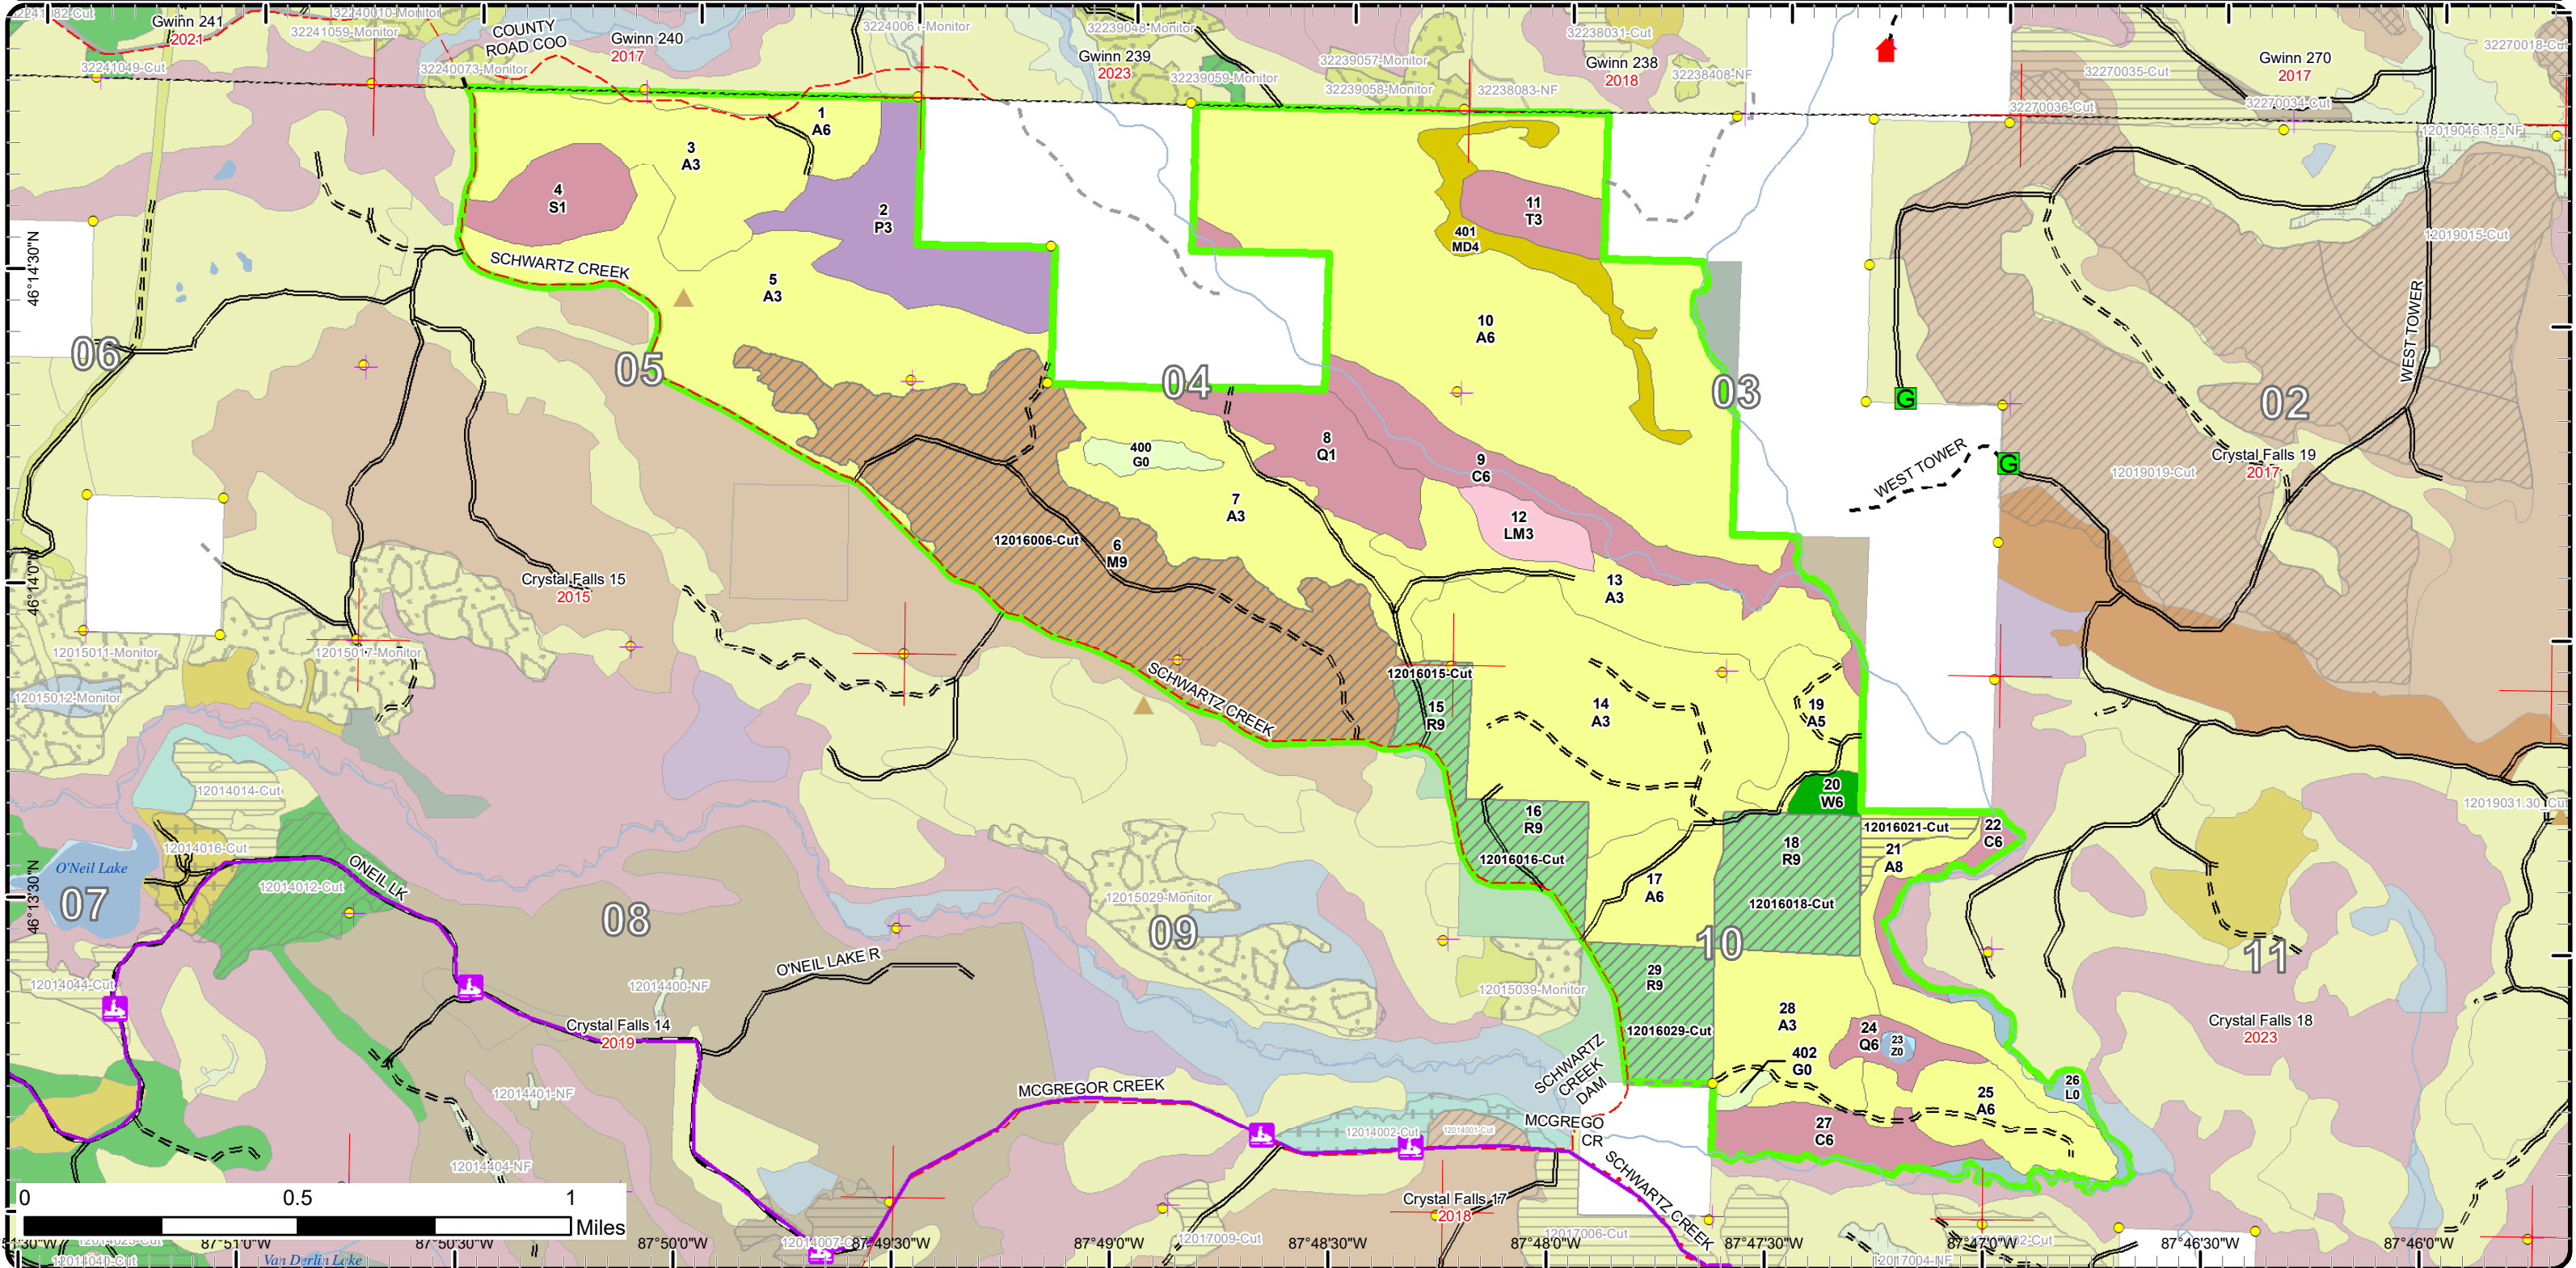 32241082-Cut
Gwinn 241
2021
32241049-Cut
32240010-Monitor
32241059-Monitor
COUNTY
ROAD COO
32240073-Monitor
Gwinn 240
2017
32240061-Monitor
32239048-Monitor
Gwinn 239
2023
32239059-Monitor
32239057-Monitor
32239058-Monitor
32238031-Cut
Gwinn 238
2018
32238083-NF
32238408-NF
32270035-Cut
32270036-Cut
Gwinn 270
2017
32270034-Cut
32270018-Cut
12019046.18_NF
12019015-Cut
1
A6
2
P3
3
A3
4
S1
5
A3
SCHWARTZ CREEK
11
T3
401
MD4
10
A6
46°14'30"N
06
05
04
03
02
G
G
WEST TOWER
WEST TOWER
Crystal Falls 19
2017
12019019-Cut
400
G0
7
A3
8
Q1
9
C6
12
LM3
12016006-Cut
6
M9
13
A3
46°14'0"N
Crystal Falls 15
2015
12015011-Monitor
12015017-Monitor
12015012-Monitor
SCHWARTZ CREEK
12016015-Cut
15
R9
14
A3
19
A5
20
W6
12014014-Cut
12014016-Cut
12019031.30_Cut
16
R9
12016016-Cut
17
A6
18
R9
12016018-Cut
12016021-Cut
21
A8
22
C6
O'Neil Lake
07
ONEIL LK
12014012-Cut
46°13'30"N
08
09
10
11
12015029-Monitor
O'NEIL LAKE R
12014044-Cut
12014400-NF
12015039-Monitor
29
R9
12016029-Cut
28
A3
24
Q6
23
Z0
402
G0
26
L0
25
A6
27
C6
Crystal Falls 14
2019
Crystal Falls 18
2023
12014401-NF
MCGREGOR CREEK
SCHWARTZ
CREEK
DAM
MCGREGO
CR
12014002-Cut
12014001-Cut
12014404-NF
SCHWARTZ CREEK
Crystal Falls 17
2018
0 0.5 1
Miles
12014007-C
12017009-Cut
12017006-Cut
12017004-NF
51'30"W
87°51'0"W
87°50'30"W
87°50'0"W
87°49'30"W
87°49'0"W
87°48'30"W
87°48'0"W
87°47'30"W
87°47'0"W
87°46'30"W
87°46'0"W
12014040-Cut
Van Derlin Lake